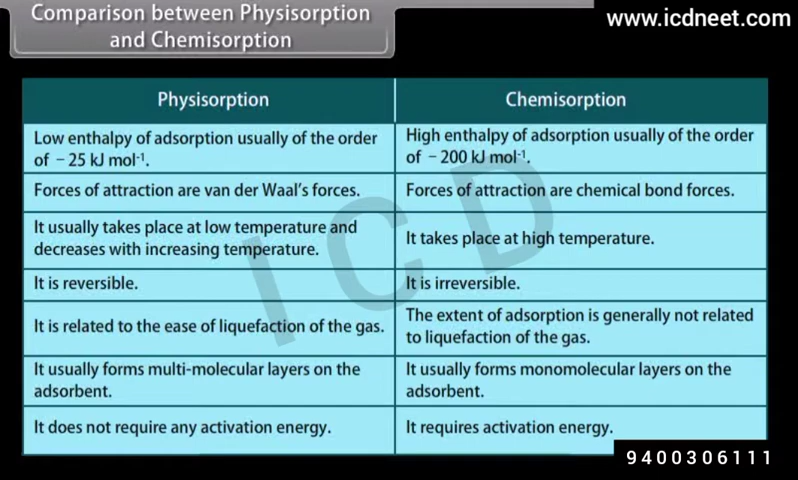 Comparison between Physisorption
and Chemisorption
www.icdneet.com
Physisorption
Chemisorption
Low enthalpy of adsorption usually of the order
of – 25 kJ mol⁻¹.
High enthalpy of adsorption usually of the order
of – 200 kJ mol⁻¹.
Forces of attraction are van der Waal's forces.
Forces of attraction are chemical bond forces.
It usually takes place at low temperature and
decreases with increasing temperature.
It takes place at high temperature.
It is reversible.
It is irreversible.
It is related to the ease of liquefaction of the gas.
The extent of adsorption is generally not related
to liquefaction of the gas.
It usually forms multi-molecular layers on the
adsorbent.
It usually forms monomolecular layers on the
adsorbent.
It does not require any activation energy.
It requires activation energy.
ICD
9400306111